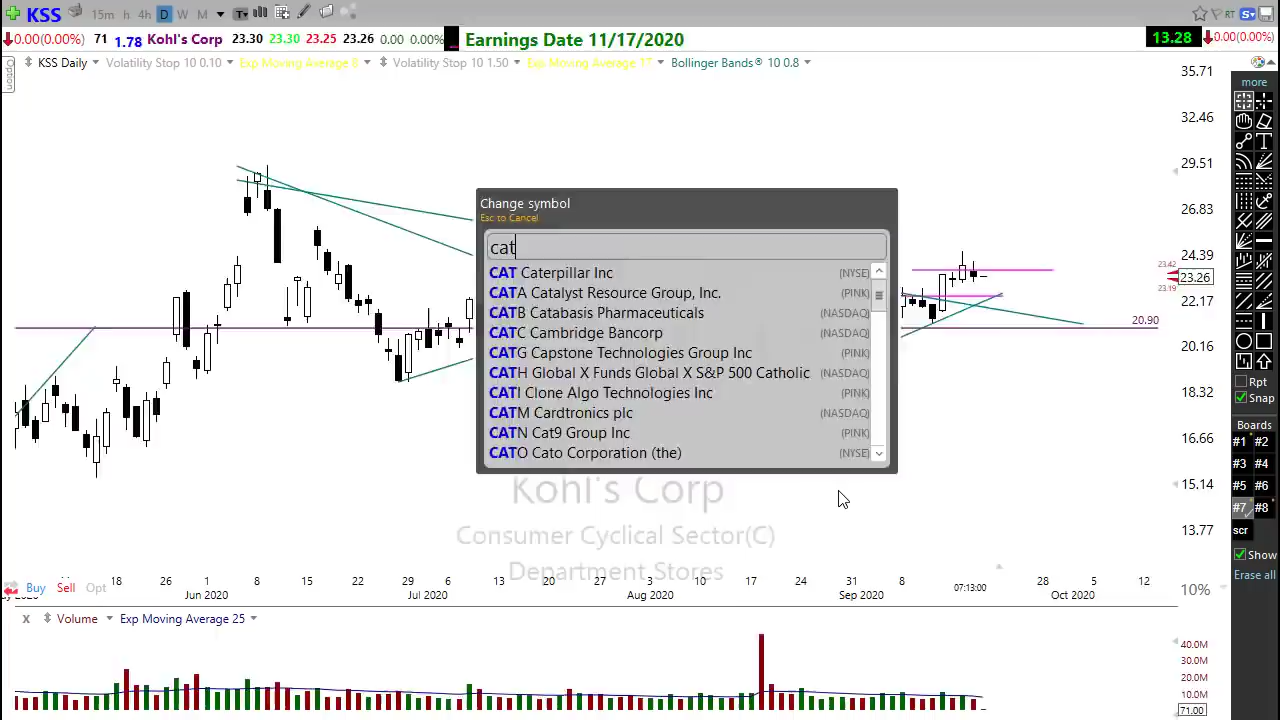 KSS 15m h 4h D W M
0.00(0.00%) 71 1.78 Kohl's Corp 23.30 23.30 23.25 23.26 0.00 0.00% Earnings Date 11/17/2020 13.28 0.00(0.00%)
Option
KSS Daily Volatility Stop 10 0.10 Exp Moving Average 8 Volatility Stop 10 1.50 Exp Moving Average 17 Bollinger Bands® 10 0.8
35.71
32.46
29.51
26.83
24.39
23.42
23.26
23.19
22.17
20.90
20.16
18.32
16.66
15.14
13.77
Change symbol
Esc to Cancel
cat
CAT Caterpillar Inc (NYSE)
CATA Catalyst Resource Group, Inc. (PINK)
CATB Catabasis Pharmaceuticals (NASDAQ)
CATC Cambridge Bancorp (NASDAQ)
CATG Capstone Technologies Group Inc (PINK)
CATH Global X Funds Global X S&P 500 Catholic (NASDAQ)
CATI Clone Algo Technologies Inc (PINK)
CATM Cardtronics plc (NASDAQ)
CATN Cat9 Group Inc (PINK)
CATO Cato Corporation (the) (NYSE)
Kohl's Corp
Consumer Cyclical Sector(C)
Department Stores
18 26 1 8 15 22 29 6 13 20 27 3 10 17 24 31 8 28 5 12
Buy Sell Opt 2020 Jun 2020 Jul 2020 Aug 2020 Sep 2020 07:13:00 Oct 2020 10%
X Volume Exp Moving Average 25
40.0M
30.0M
20.0M
10.0M
71.00
RT
S
more
T
Rpt
Snap
Boards
#1 #2
#3 #4
#5 #6
#7 #8
scr
Show
Erase all